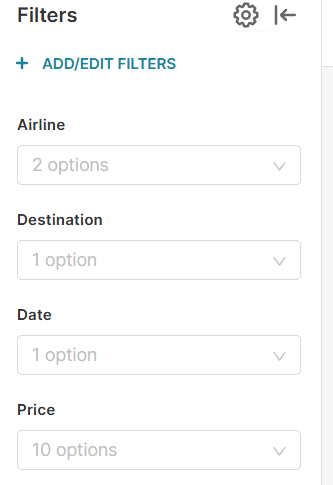 Filters
+ ADD/EDIT FILTERS
Airline
2 options
Destination
1 option
Date
1 option
Price
10 options